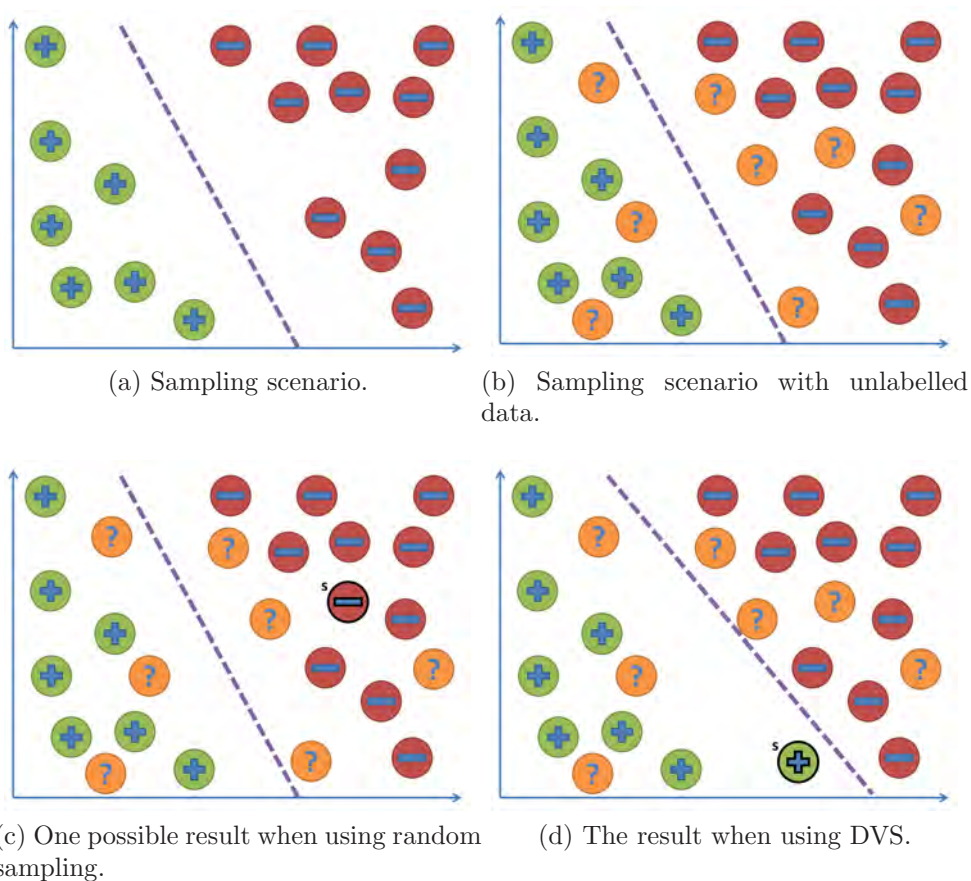 ? ? ? ? ? ? ? ?
(a) Sampling scenario.
(b) Sampling scenario with unlabelled
data.
s
? ? ? ? ? ? ?
(c) One possible result when using random
sampling.
s
? ? ? ? ? ? ?
(d) The result when using DVS.